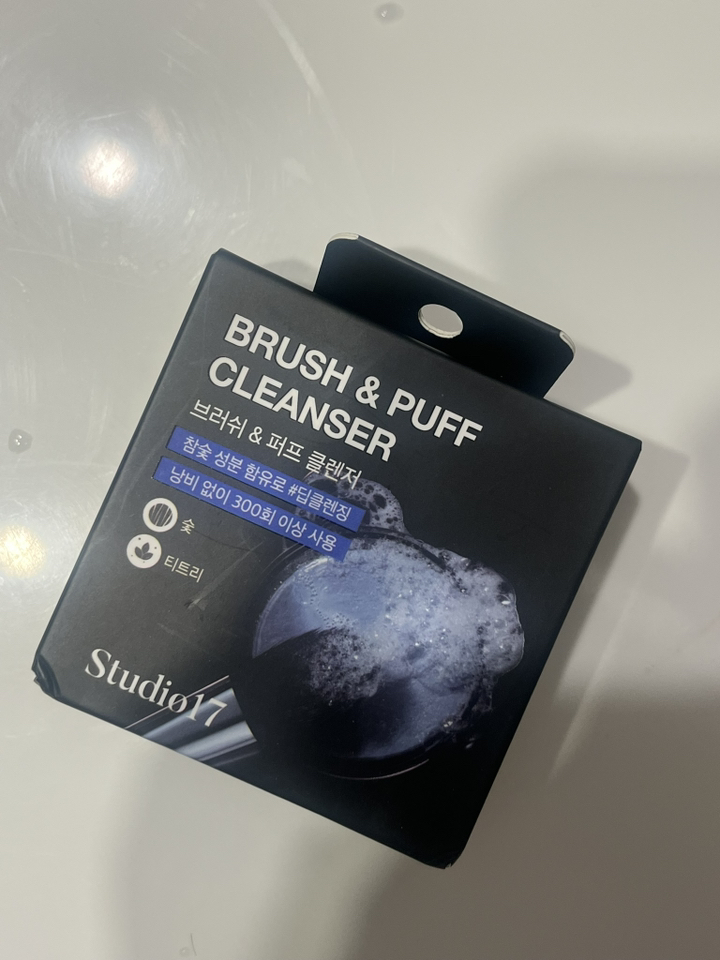 BRUSH & PUFF
CLEANSER
브러쉬 & 퍼프 클렌저
참숯 성분 함유로 #딥클렌징
낭비 없이 300회 이상 사용
숯
티트리
Studio17